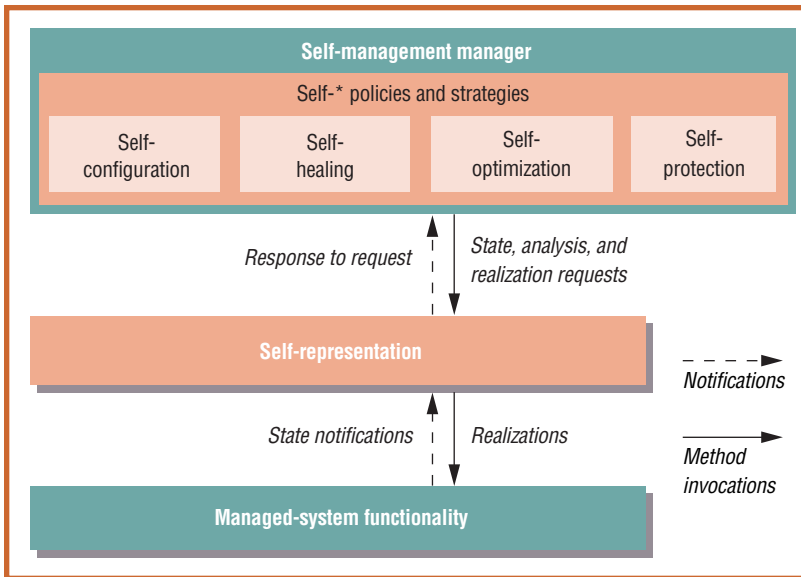 Self-management manager
Self-* policies and strategies
Self-
configuration
Self-
healing
Self-
optimization
Self-
protection
Response to request
State, analysis, and
realization requests
Self-representation
Notifications
State notifications
Realizations
Method
invocations
Managed-system functionality